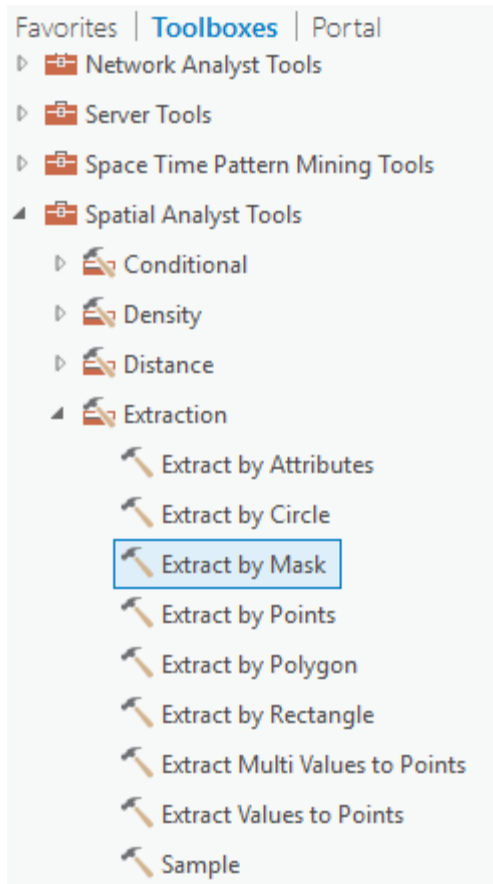 Favorites | Toolboxes | Portal
Network Analyst Tools
Server Tools
Space Time Pattern Mining Tools
Spatial Analyst Tools
Conditional
Density
Distance
Extraction
Extract by Attributes
Extract by Circle
Extract by Mask
Extract by Points
Extract by Polygon
Extract by Rectangle
Extract Multi Values to Points
Extract Values to Points
Sample